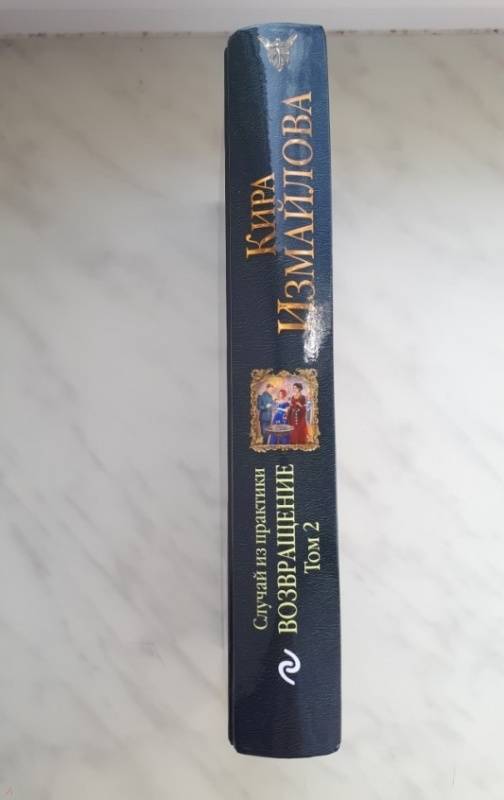 Кира
Измайлова
Случай из практики
ВОЗВРАЩЕНИЕ
Том 2